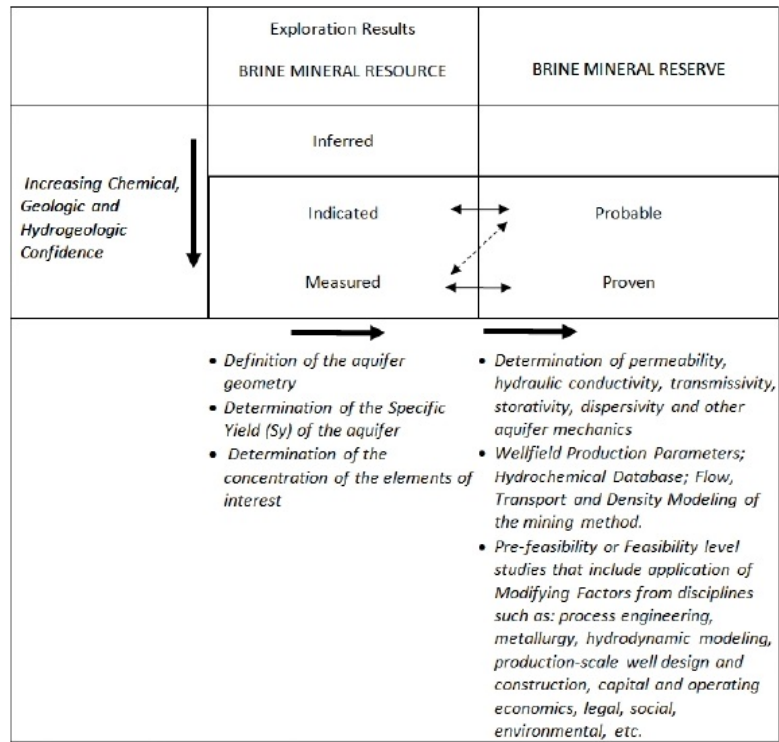 Exploration Results
BRINE MINERAL RESOURCE
BRINE MINERAL RESERVE
Inferred
Increasing Chemical,
Geologic and
Hydrogeologic
Confidence
Indicated
Probable
Measured
Proven
• Definition of the aquifer
geometry
• Determination of the Specific
Yield (Sy) of the aquifer
• Determination of the
concentration of the elements of
interest
• Determination of permeability,
hydraulic conductivity, transmissivity,
storativity, dispersivity and other
aquifer mechanics
• Wellfield Production Parameters;
Hydrochemical Database; Flow,
Transport and Density Modeling of
the mining method.
• Pre-feasibility or Feasibility level
studies that include application of
Modifying Factors from disciplines
such as: process engineering,
metallurgy, hydrodynamic modeling,
production-scale well design and
construction, capital and operating
economics, legal, social,
environmental, etc.